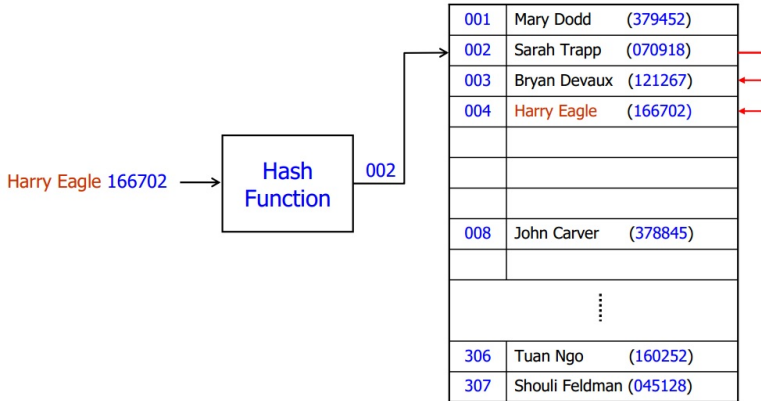 001 Mary Dodd (379452)
002 Sarah Trapp (070918)
003 Bryan Devaux (121267)
004 Harry Eagle (166702)
Harry Eagle 166702
Hash
Function
002
008 John Carver (378845)
306 Tuan Ngo (160252)
307 Shouli Feldman (045128)